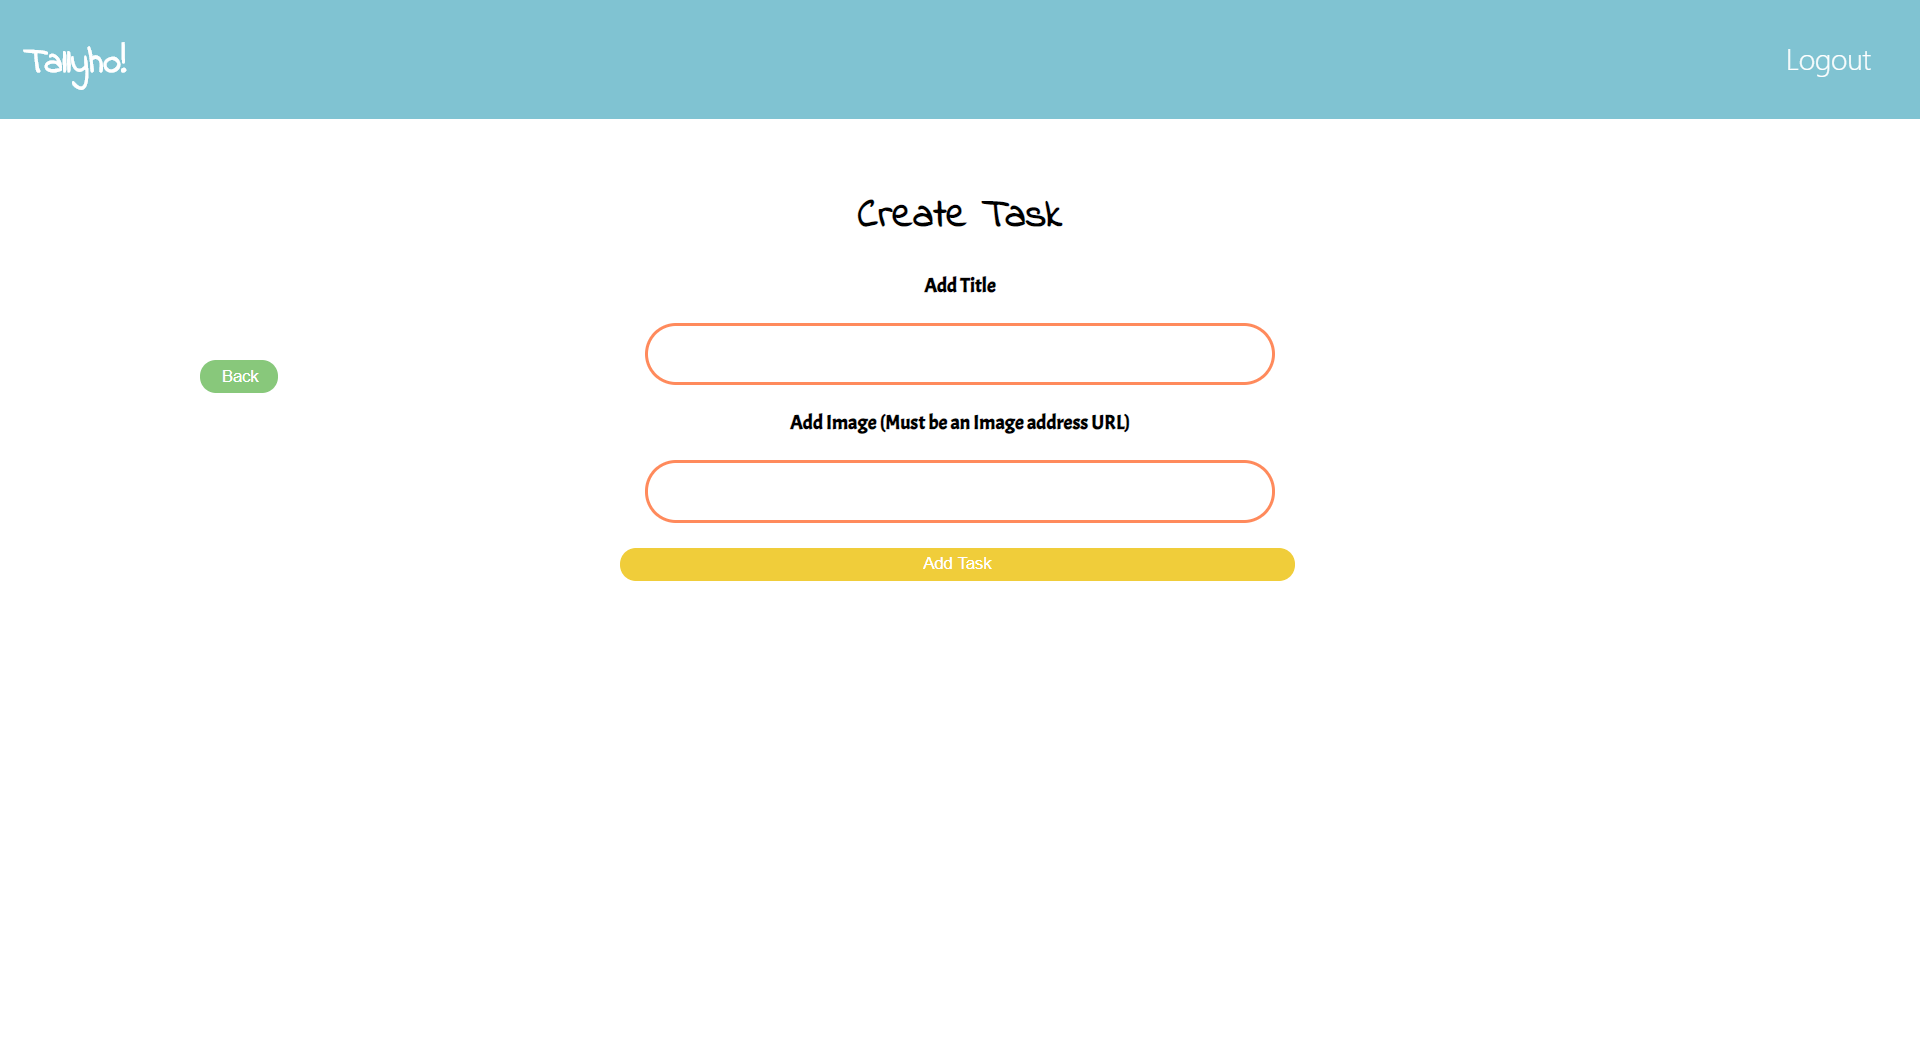 Tallyho!
Logout
Create Task
Add Title
Back
Add Image (Must be an Image address URL)
Add Task